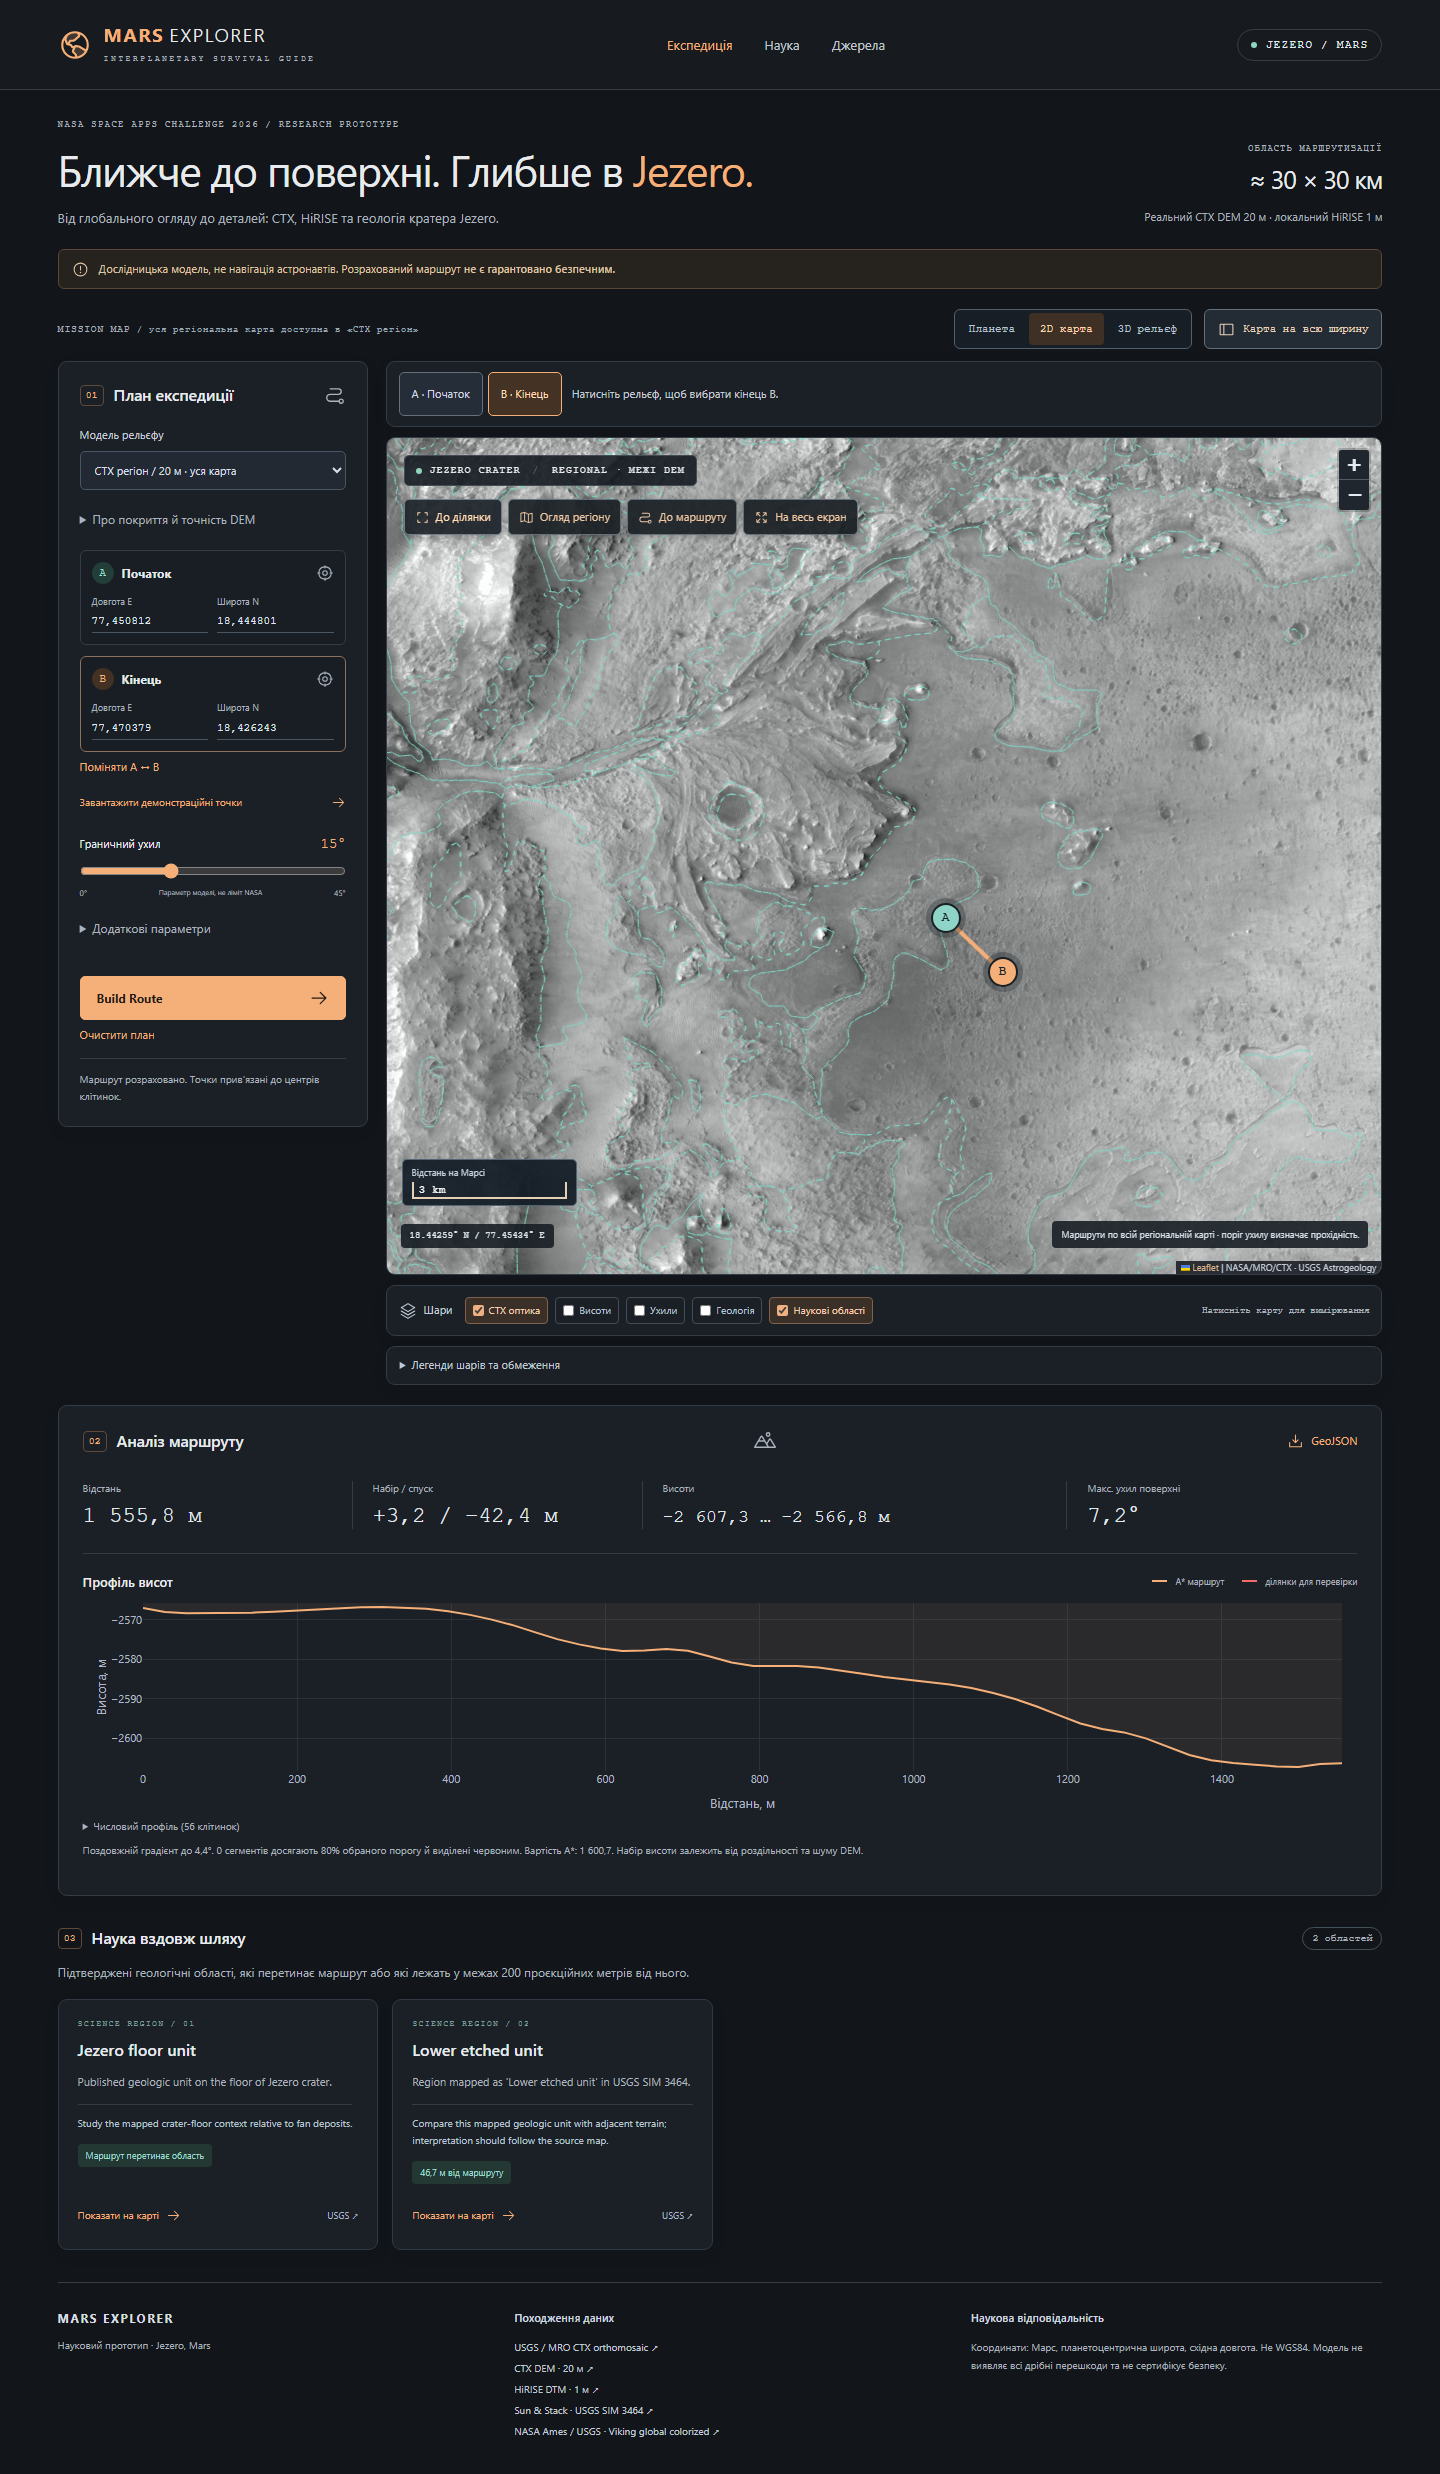 MARS EXPLORER
INTERPLANETARY SURVIVAL GUIDE
Експедиція
Наука
Джерела
JEZERO / MARS
NASA SPACE APPS CHALLENGE 2026 / RESEARCH PROTOTYPE
Ближче до поверхні. Глибше в Jezero.
Від глобального огляду до деталей: CTX, HiRISE та геологія кратера Jezero.
ОБЛАСТЬ МАРШРУТИЗАЦІЇ
≈ 30 × 30 км
Реальний CTX DEM 20 м · локальний HiRISE 1 м
Дослідницька модель, не навігація астронавтів. Розрахований маршрут не є гарантовано безпечним.
MISSION MAP / уся регіональна карта доступна в «CTX регіон»
Планета
2D карта
3D рельєф
Карта на всю ширину
01
План експедиції
Модель рельєфу
CTX регіон / 20 м · уся карта
▶ Про покриття й точність DEM
A
Початок
Довгота E
Широта N
77,450812
18,444801
B
Кінець
Довгота E
Широта N
77,470379
18,426243
Поміняти A ↔ B
Завантажити демонстраційні точки →
Граничний ухил
15°
0°
Параметр моделі, не ліміт NASA
45°
▶ Додаткові параметри
Build Route →
Очистити план
Маршрут розраховано. Точки прив'язані до центрів
клітинок.
A · Початок
B · Кінець
Натисніть рельєф, щоб вибрати кінець B.
JEZERO CRATER / REGIONAL · МЕЖІ DEM
До ділянки
Огляд регіону
До маршруту
На весь екран
+
−
A
B
Відстань на Марсі
3 km
18.44259° N / 77.45434° E
Маршрути по всій регіональній карті · поріг ухилу визначає прохідність.
Leaflet | NASA/MRO/CTX · USGS Astrogeology
Шари
CTX оптика
Висоти
Ухили
Геологія
Наукові області
Натисніть карту для вимірювання
▶ Легенди шарів та обмеження
02
Аналіз маршруту
GeoJSON
Відстань
1 555,8 м
Набір / спуск
+3,2 / −42,4 м
Висоти
−2 607,3 … −2 566,8 м
Макс. ухил поверхні
7,2°
Профіль висот
A* маршрут
ділянки для перевірки
Висота, м
−2570
−2580
−2590
−2600
0
200
400
600
800
1000
1200
1400
Відстань, м
▶ Числовий профіль (56 клітинок)
Поздовжній градієнт до 4,4°. 0 сегментів досягають 80% обраного порогу й виділені червоним. Вартість A*: 1 600,7. Набір висоти залежить від роздільності та шуму DEM.
03
Наука вздовж шляху
2 областей
Підтверджені геологічні області, які перетинає маршрут або які лежать у межах 200 проєкційних метрів від нього.
SCIENCE REGION / 01
Jezero floor unit
Published geologic unit on the floor of Jezero crater.
Study the mapped crater-floor context relative to fan deposits.
Маршрут перетинає область
Показати на карті →
USGS ↗
SCIENCE REGION / 02
Lower etched unit
Region mapped as 'Lower etched unit' in USGS SIM 3464.
Compare this mapped geologic unit with adjacent terrain;
interpretation should follow the source map.
46,7 м від маршруту
Показати на карті →
USGS ↗
MARS EXPLORER
Науковий прототип · Jezero, Mars
Походження даних
USGS / MRO CTX orthomosaic ↗
CTX DEM · 20 м ↗
HiRISE DTM · 1 м ↗
Sun & Stack · USGS SIM 3464 ↗
NASA Ames / USGS · Viking global colorized ↗
Наукова відповідальність
Координати: Марс, планетоцентрична широта, східна довгота. Не WGS84. Модель не
виявляє всі дрібні перешкоди та не сертифікує безпеку.